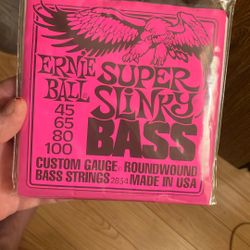 ERNIE
BALL
SUPER
SLINKY
45
65
80
100
BASS
CUSTOM GAUGE ROUNDWOUND
BASS STRINGS 2834 MADE IN USA